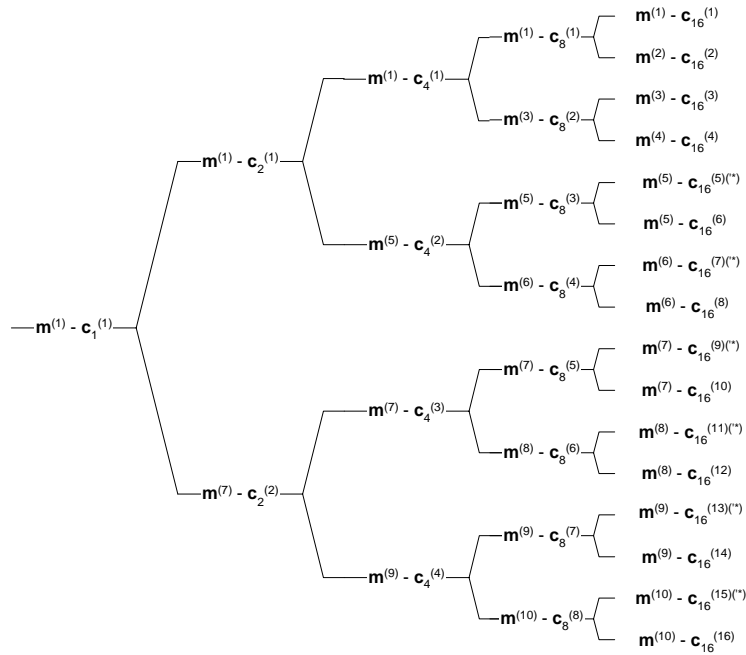 m(1) - c1(1)
m(1) - c2(1)
m(7) - c2(2)
m(1) - c4(1)
m(5) - c4(2)
m(7) - c4(3)
m(9) - c4(4)
m(1) - c8(1)
m(3) - c8(2)
m(5) - c8(3)
m(6) - c8(4)
m(7) - c8(5)
m(8) - c8(6)
m(9) - c8(7)
m(10) - c8(8)
m(1) - c16(1)
m(2) - c16(2)
m(3) - c16(3)
m(4) - c16(4)
m(5) - c16(5)('*)
m(5) - c16(6)
m(6) - c16(7)('*)
m(6) - c16(8)
m(7) - c16(9)('*)
m(7) - c16(10)
m(8) - c16(11)('*)
m(8) - c16(12)
m(9) - c16(13)('*)
m(9) - c16(14)
m(10) - c16(15)('*)
m(10) - c16(16)